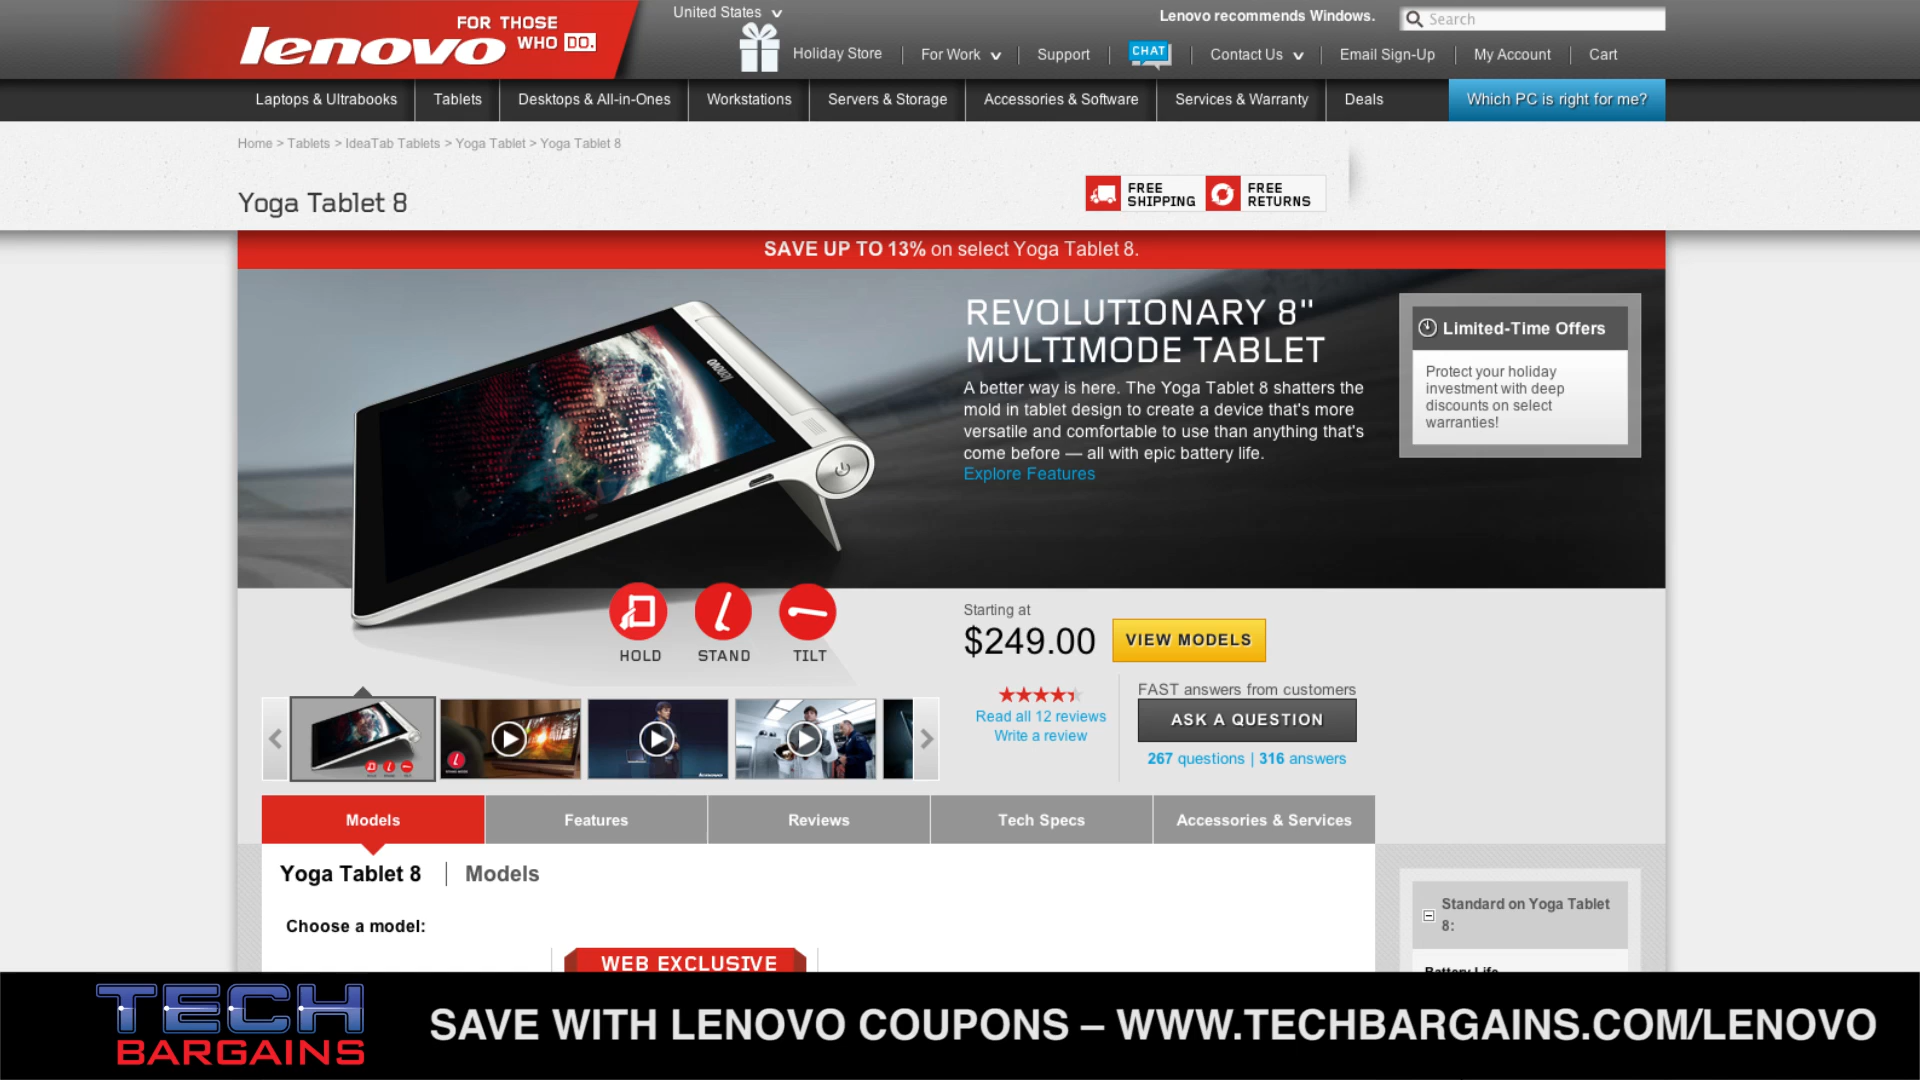 FOR THOSE
WHO DO.
lenovo
United States
Lenovo recommends Windows.
Search
Holiday Store
For Work
Support
CHAT
Contact Us
Email Sign-Up
My Account
Cart
Laptops & Ultrabooks
Tablets
Desktops & All-in-Ones
Workstations
Servers & Storage
Accessories & Software
Services & Warranty
Deals
Which PC is right for me?
Home > Tablets > IdeaTab Tablets > Yoga Tablet > Yoga Tablet 8
Yoga Tablet 8
FREE
SHIPPING
FREE
RETURNS
SAVE UP TO 13% on select Yoga Tablet 8.
lenovo
REVOLUTIONARY 8"
MULTIMODE TABLET
A better way is here. The Yoga Tablet 8 shatters the
mold in tablet design to create a device that's more
versatile and comfortable to use than anything that's
come before — all with epic battery life.
Explore Features
Limited-Time Offers
Protect your holiday
investment with deep
discounts on select
warranties!
HOLD
STAND
TILT
Starting at
$249.00
VIEW MODELS
Read all 12 reviews
Write a review
FAST answers from customers
ASK A QUESTION
267 questions | 316 answers
Models
Features
Reviews
Tech Specs
Accessories & Services
Yoga Tablet 8 | Models
Choose a model:
WEB EXCLUSIVE
Standard on Yoga Tablet
8:
Battery Life
TECH
BARGAINS
SAVE WITH LENOVO COUPONS – WWW.TECHBARGAINS.COM/LENOVO